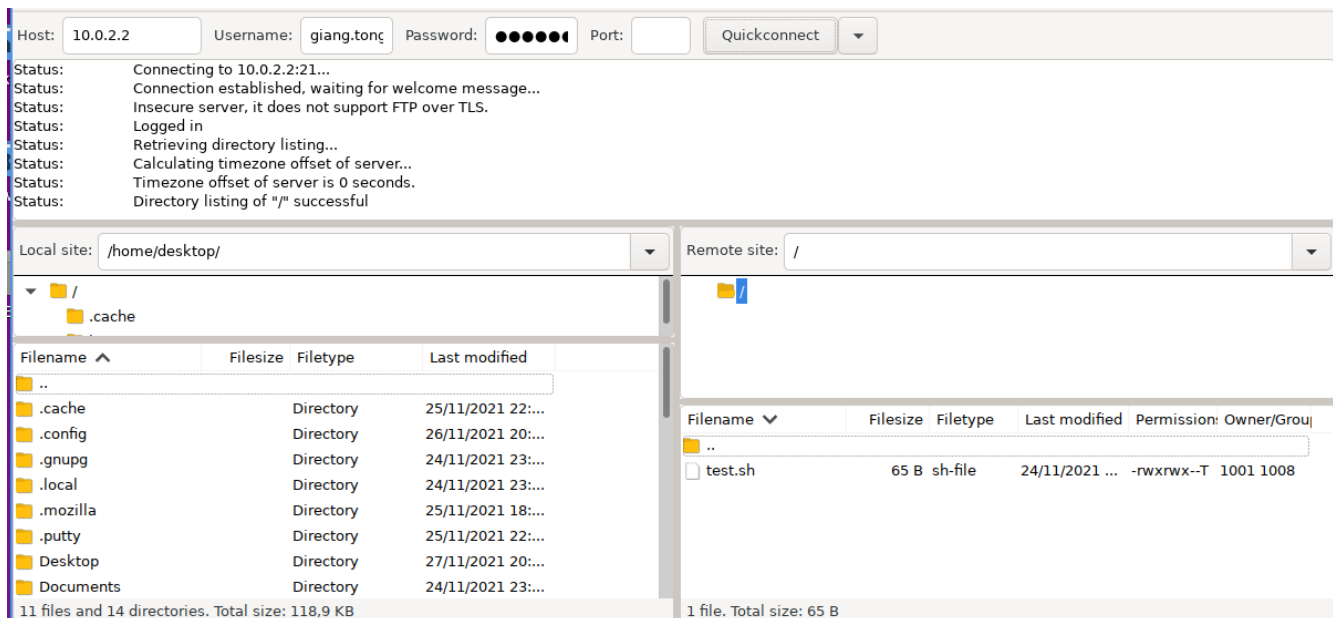 Host: 10.0.2.2 Username: giang.tong Password: ●●●●●● Port: Quickconnect
Status: Connecting to 10.0.2.2:21...
Status: Connection established, waiting for welcome message...
Status: Insecure server, it does not support FTP over TLS.
Status: Logged in
Status: Retrieving directory listing...
Status: Calculating timezone offset of server...
Status: Timezone offset of server is 0 seconds.
Status: Directory listing of "/" successful
Local site: /home/desktop/
/
.cache
Filename Filesize Filetype Last modified
..
.cache Directory 25/11/2021 22:...
.config Directory 26/11/2021 20:...
.gnupg Directory 24/11/2021 23:...
.local Directory 24/11/2021 23:...
.mozilla Directory 25/11/2021 18:...
.putty Directory 25/11/2021 22:...
Desktop Directory 27/11/2021 20:...
Documents Directory 24/11/2021 23:...
11 files and 14 directories. Total size: 118,9 KB
Remote site: /
/
Filename Filesize Filetype Last modified Permission: Owner/Grou
..
test.sh 65 B sh-file 24/11/2021 ... -rwxrwx--T 1001 1008
1 file. Total size: 65 B